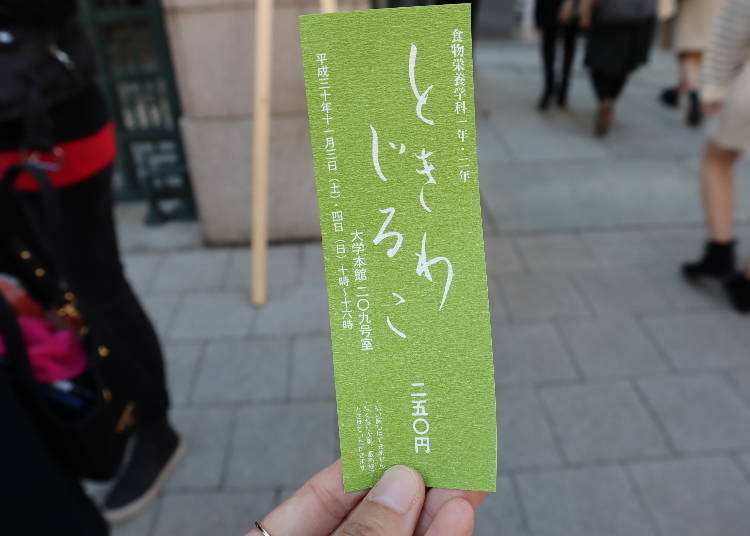 食物栄養学科一年・二年
ときわ
じるこ
二五〇円
大学本館二〇九号室
平成三十年十一月三日（土）・四日（日）十時～十六時